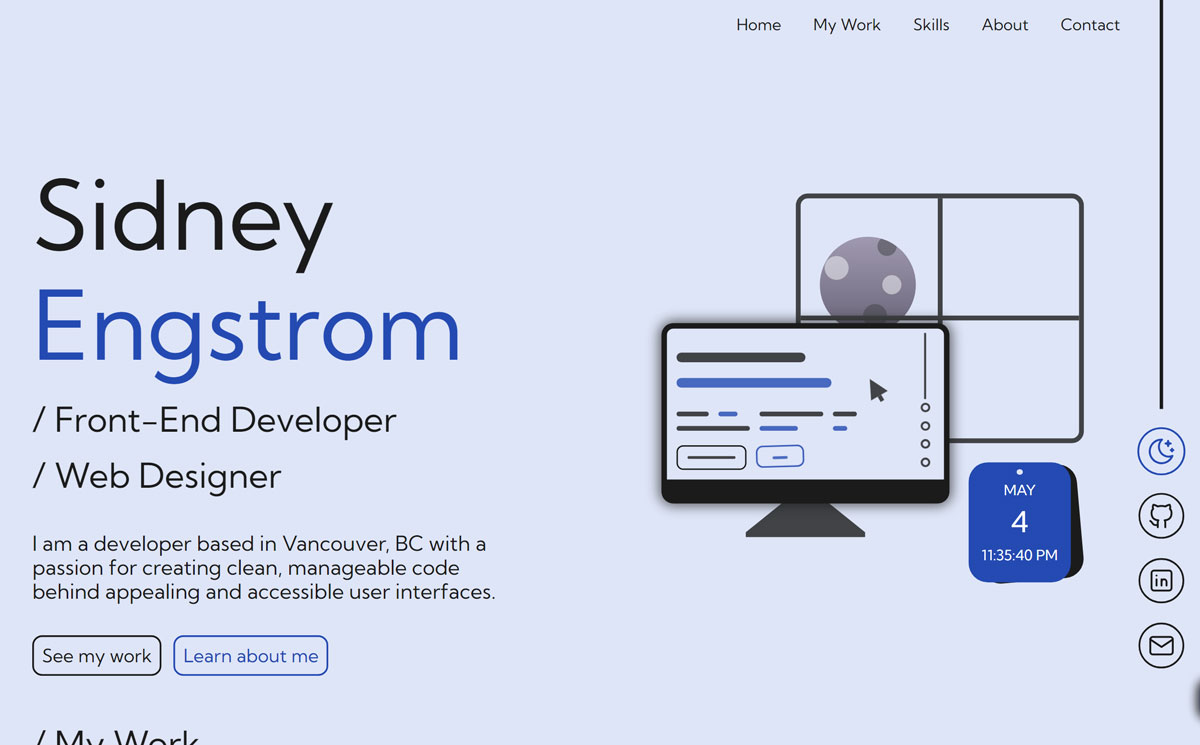 Home My Work Skills About Contact
Sidney
Engstrom
/ Front-End Developer
/ Web Designer
I am a developer based in Vancouver, BC with a
passion for creating clean, manageable code
behind appealing and accessible user interfaces.
See my work Learn about me
MAY
4
11:35:40 PM
in
/ My Work